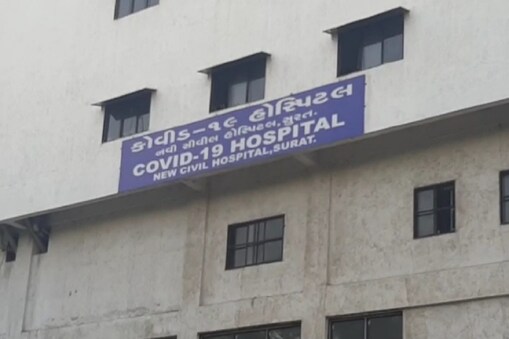 કોવીડ-૧૯ હોસ્પિટલ
નવી સીવીલ હોસ્પિટલ,સુરત.
COVID-19 HOSPITAL
NEW CIVIL HOSPITAL,SURAT.